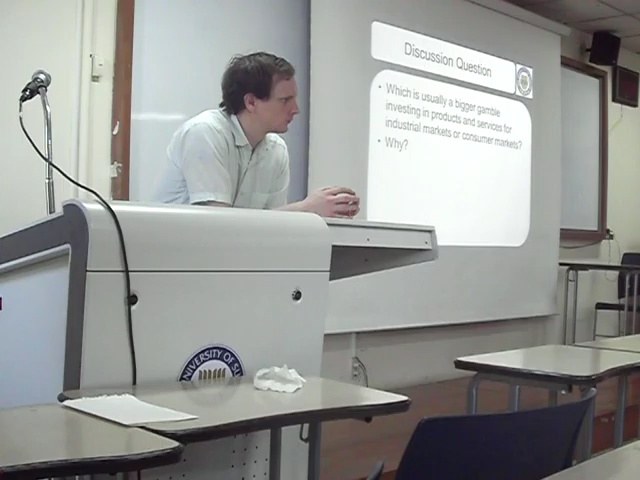 Discussion Question
• Which is usually a bigger gamble
investing in products and services for
industrial markets or consumer markets?
• Why?
UNIVERSITY OF